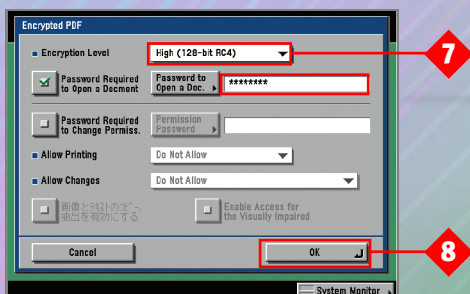 Encrypted PDF
Encryption Level
High (128-bit RC4)
7
Password Required
to Open a Docment
Password to
Open a Doc.
********
Password Required
to Change Permiss.
Permission
Password
Allow Printing
Do Not Allow
Allow Changes
Do Not Allow
画像とテキストのコピー、
抽出を有効にする
Enable Access for
the Visually Impaired
Cancel
OK
8
System Monitor